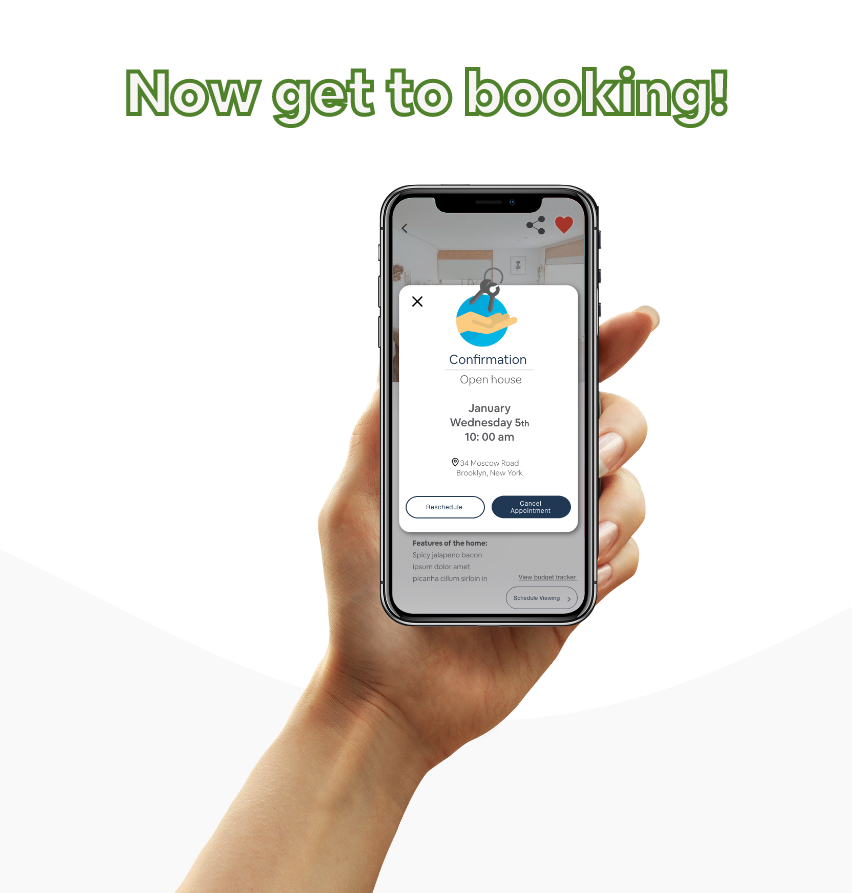 Now get to booking!
Confirmation
Open house
January
Wednesday 5th
10: 00 am
34 Moscow Road
Brooklyn, New York
Reschedule
Cancel
Appointment
Features of the home:
Spicy jalapeno bacon
ipsum dolor amet
picanha cillum sirloin in
View budget tracker
Schedule Viewing